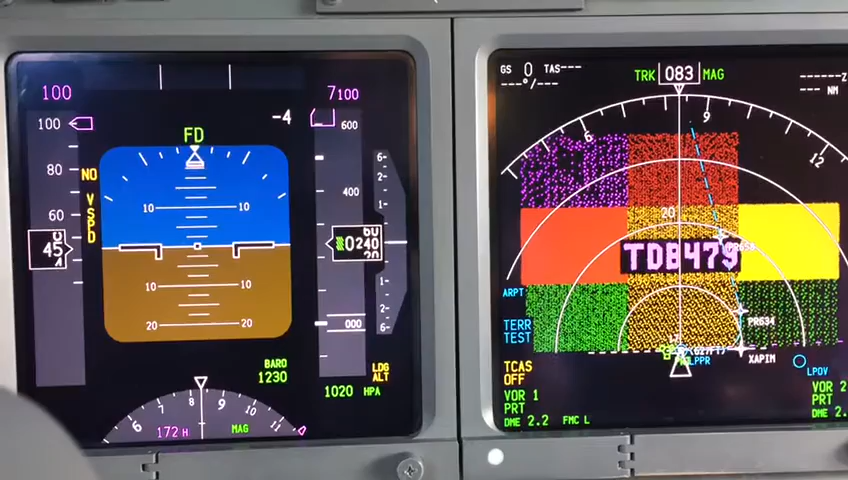 100
7100
-4
100
80
60
600
400
000
45
0240
NO
V
S
P
D
FD
10 10
10 10
20 20
6
2
1
1
2
6
BARO
1230
LDG
ALT
1020 HPA
6 7 8 9 10 11
172H MAG
GS 0 TAS---
---°/---
TRK 083 MAG
------Z
--- NM
6 9 12
20
TDB479
ARPT
TERR
TEST
PR634
XAPIM
LPPR
LPOV
TCAS
OFF
VOR 1
PRT
DME 2.2
FMC L
VOR 2
PRT
DME 2.